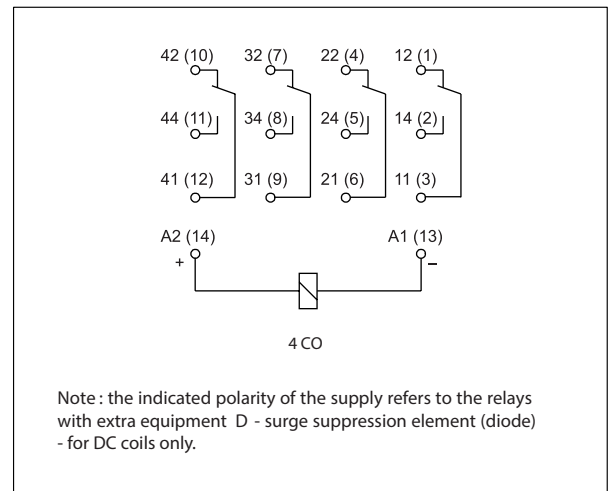 42 (10) 32 (7) 22 (4) 12 (1)
44 (11) 34 (8) 24 (5) 14 (2)
41 (12) 31 (9) 21 (6) 11 (3)
A2 (14) A1 (13)
+ –
4 CO
Note : the indicated polarity of the supply refers to the relays
with extra equipment D - surge suppression element (diode)
- for DC coils only.